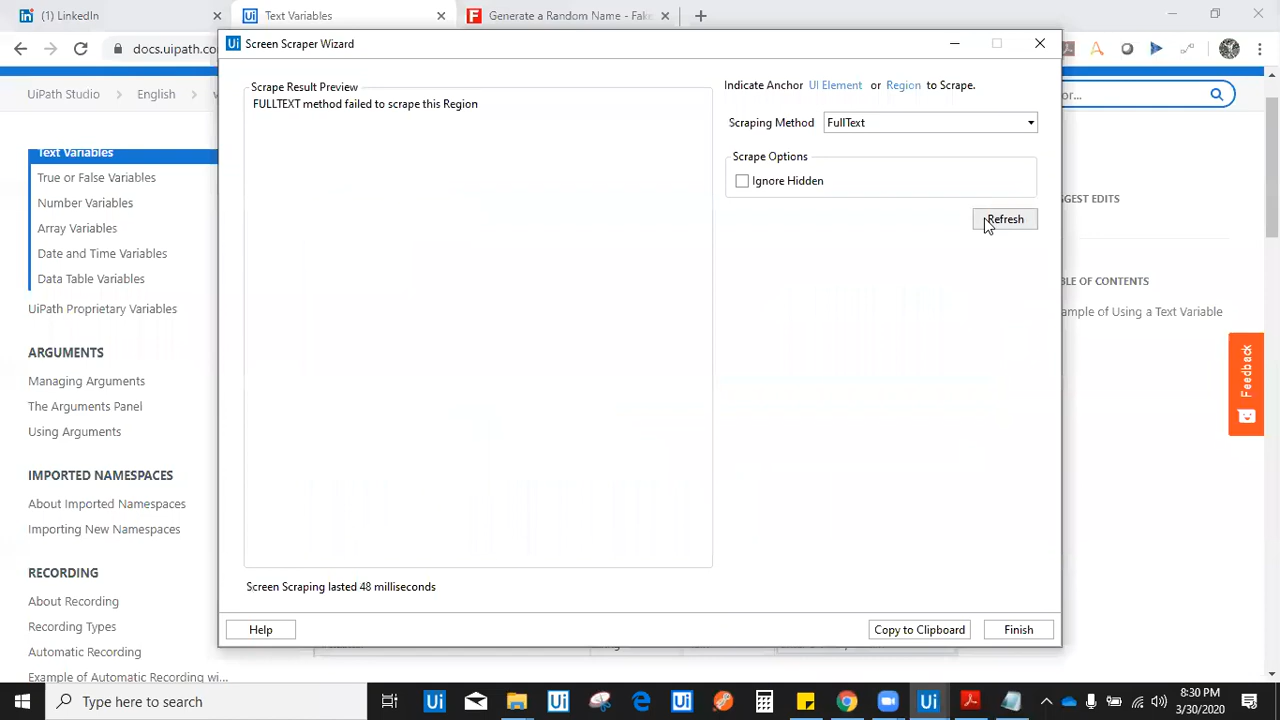 (1) LinkedIn
Text Variables
Generate a Random Name - Fak
docs.uipath.co
Screen Scraper Wizard
UiPath Studio
English
or...
Text Variables
True or False Variables
Number Variables
Array Variables
Date and Time Variables
Data Table Variables
UiPath Proprietary Variables
ARGUMENTS
Managing Arguments
The Arguments Panel
Using Arguments
IMPORTED NAMESPACES
About Imported Namespaces
Importing New Namespaces
RECORDING
About Recording
Recording Types
Automatic Recording
Example of Automatic Recording wi...
Scrape Result Preview
FULLTEXT method failed to scrape this Region
Screen Scraping lasted 48 milliseconds
Indicate Anchor UI Element or Region to Scrape.
Scraping Method FullText
Scrape Options
Ignore Hidden
Refresh
Help
Copy to Clipboard
Finish
GEST EDITS
BLE OF CONTENTS
ample of Using a Text Variable
Feedback
Type here to search
8:30 PM
3/30/2020